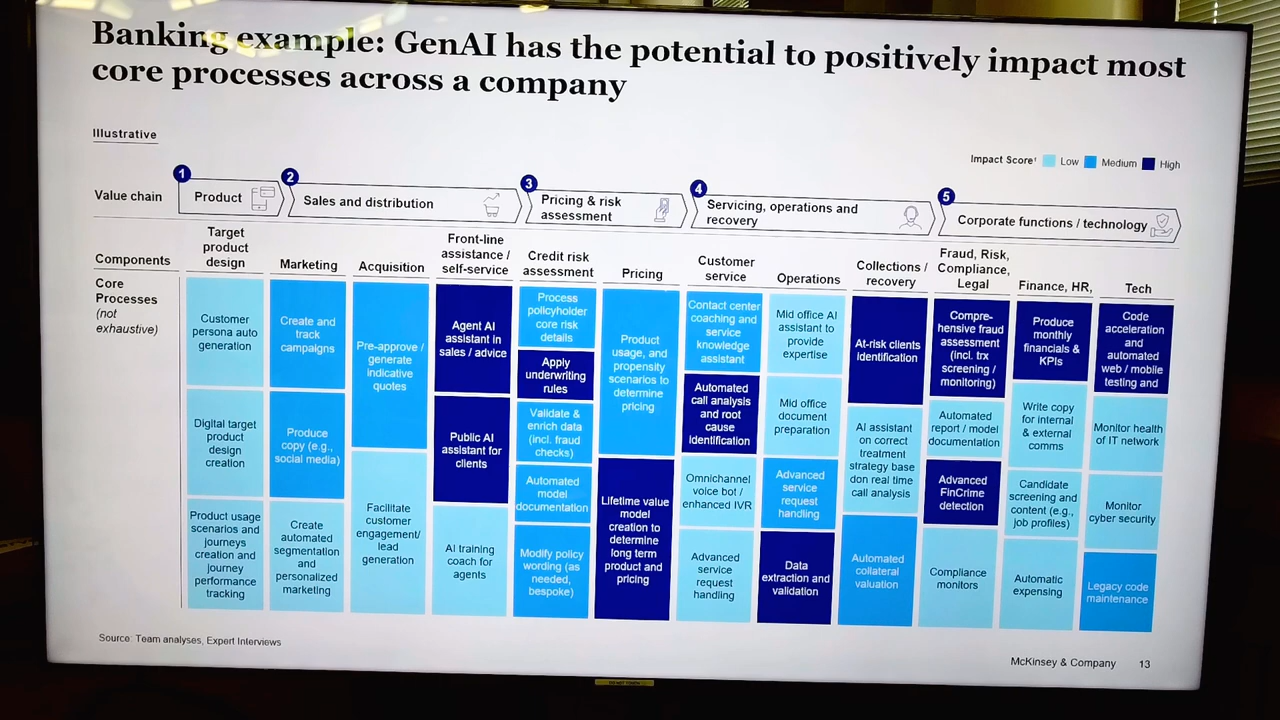 Banking example: GenAI has the potential to positively impact most
core processes across a company
Illustrative
Impact Score¹ Low Medium High
Value chain
1
Product
2
Sales and distribution
3
Pricing & risk
assessment
4
Servicing, operations and
recovery
5
Corporate functions / technology
Components
Target
product
design
Marketing
Acquisition
Front-line
assistance /
self-service
Credit risk
assessment
Pricing
Customer
service
Operations
Collections /
recovery
Fraud, Risk,
Compliance,
Legal
Finance, HR,
Tech
Core
Processes
(not
exhaustive)
Customer
persona auto
generation
Digital target
product
design
creation
Product usage
scenarios and
journeys
creation and
journey
performance
tracking
Create and
track
campaigns
Produce
copy (e.g.,
social media)
Create
automated
segmentation
and
personalized
marketing
Pre-approve /
generate
indicative
quotes
Facilitate
customer
engagement/
lead
generation
Agent AI
assistant in
sales / advice
Public AI
assistant for
clients
AI training
coach for
agents
Process
policyholder
core risk
details
Apply
underwriting
rules
Validate &
enrich data
(incl. fraud
checks)
Automated
model
documentation
Modify policy
wording (as
needed,
bespoke)
Product
usage, and
propensity
scenarios to
determine
pricing
Lifetime value
model
creation to
determine
long term
product and
pricing
Contact center
coaching and
service
knowledge
assistant
Automated
call analysis
and root
cause
identification
Omnichannel
voice bot /
enhanced IVR
Advanced
service
request
handling
Mid office AI
assistant to
provide
expertise
Mid office
document
preparation
Advanced
service
request
handling
Data
extraction and
validation
At-risk clients
identification
AI assistant
on correct
treatment
strategy base
don real time
call analysis
Automated
collateral
valuation
Compre-
hensive fraud
assessment
(incl. trx
screening /
monitoring)
Automated
report / model
documentation
Advanced
FinCrime
detection
Compliance
monitors
Produce
monthly
financials &
KPIs
Write copy
for internal
& external
comms
Candidate
screening and
content (e.g.,
job profiles)
Automatic
expensing
Code
acceleration
and
automated
web / mobile
testing and
Monitor health
of IT network
Monitor
cyber security
Legacy code
maintenance
Source: Team analyses, Expert Interviews
McKinsey & Company 13